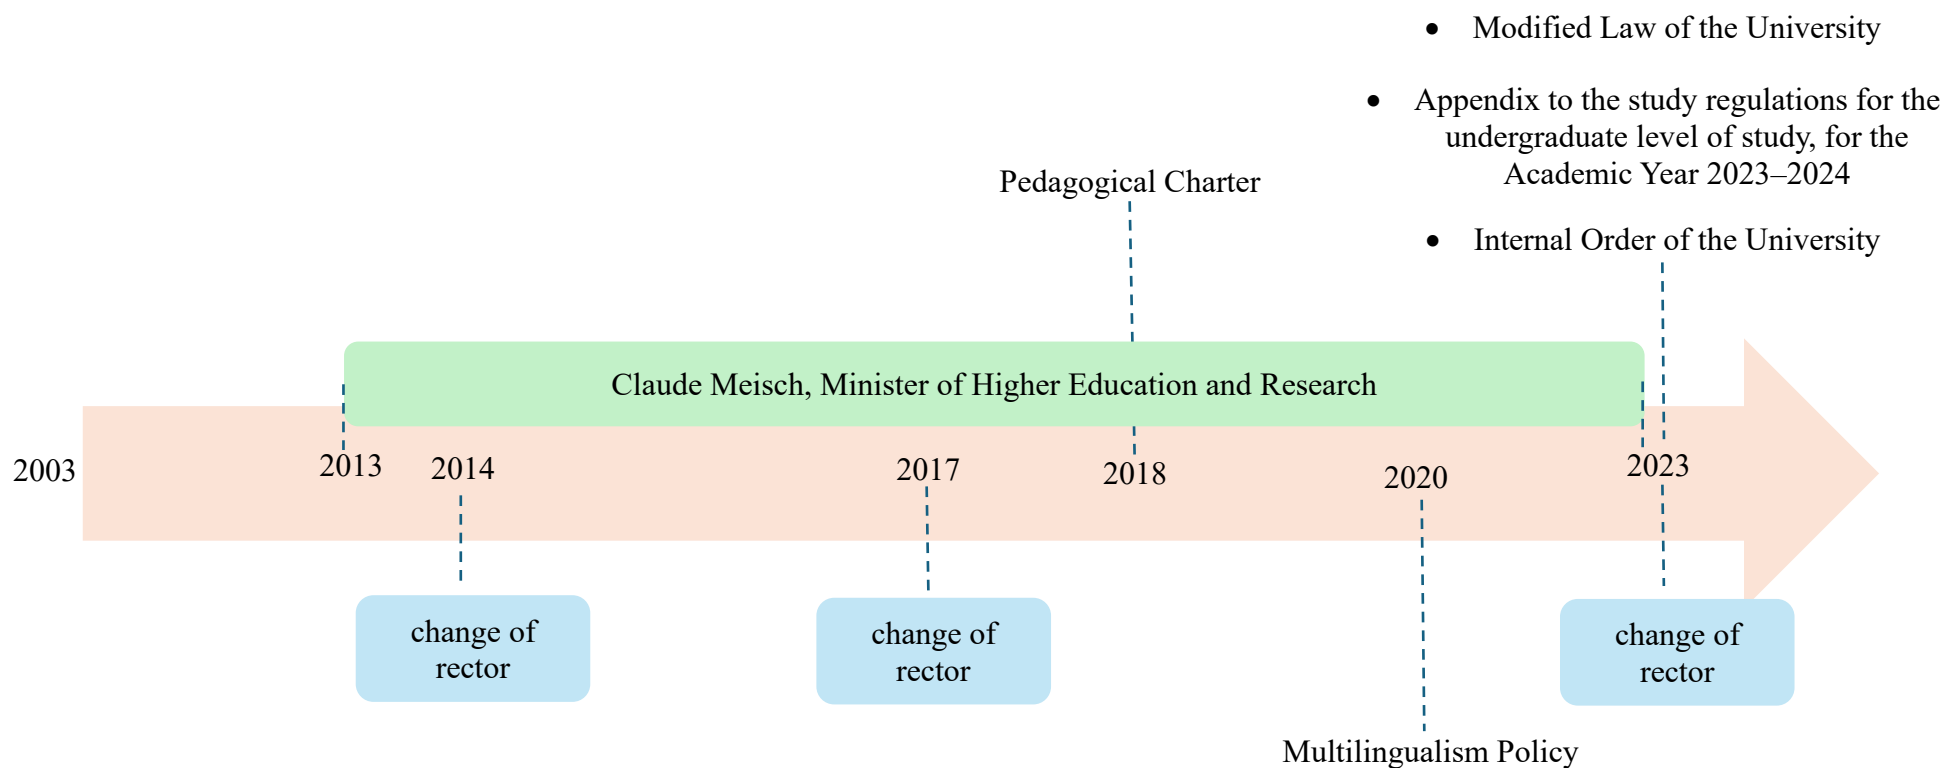 • Modified Law of the University
• Appendix to the study regulations for the
undergraduate level of study, for the
Academic Year 2023–2024
• Internal Order of the University
Pedagogical Charter
Claude Meisch, Minister of Higher Education and Research
2003
2013
2014
2017
2018
2020
2023
change of
rector
change of
rector
change of
rector
Multilingualism Policy